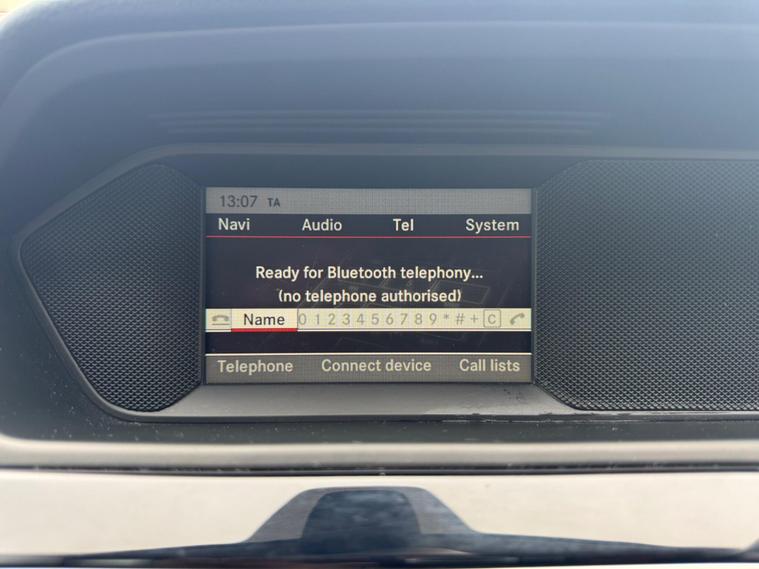 13:07 TA
Navi Audio Tel System
Ready for Bluetooth telephony...
(no telephone authorised)
Name 0 1 2 3 4 5 6 7 8 9 * # + C
Telephone Connect device Call lists